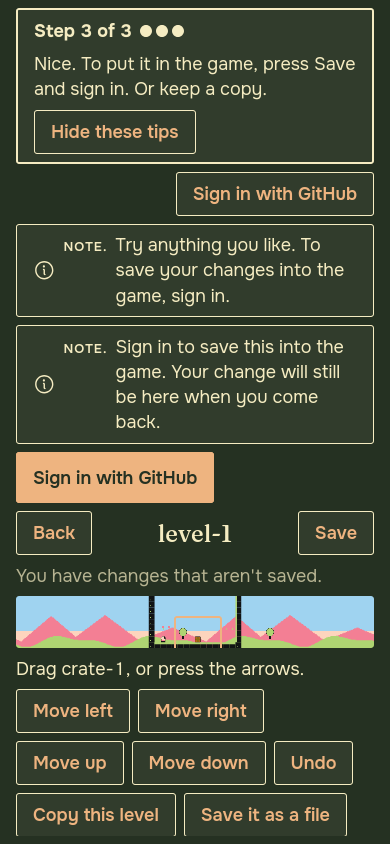 Step 3 of 3
Nice. To put it in the game, press Save
and sign in. Or keep a copy.
Hide these tips
Sign in with GitHub
NOTE. Try anything you like. To
save your changes into the
game, sign in.
NOTE. Sign in to save this into the
game. Your change will still
be here when you come
back.
Sign in with GitHub
Back level-1 Save
You have changes that aren't saved.
Drag crate-1, or press the arrows.
Move left Move right
Move up Move down Undo
Copy this level Save it as a file